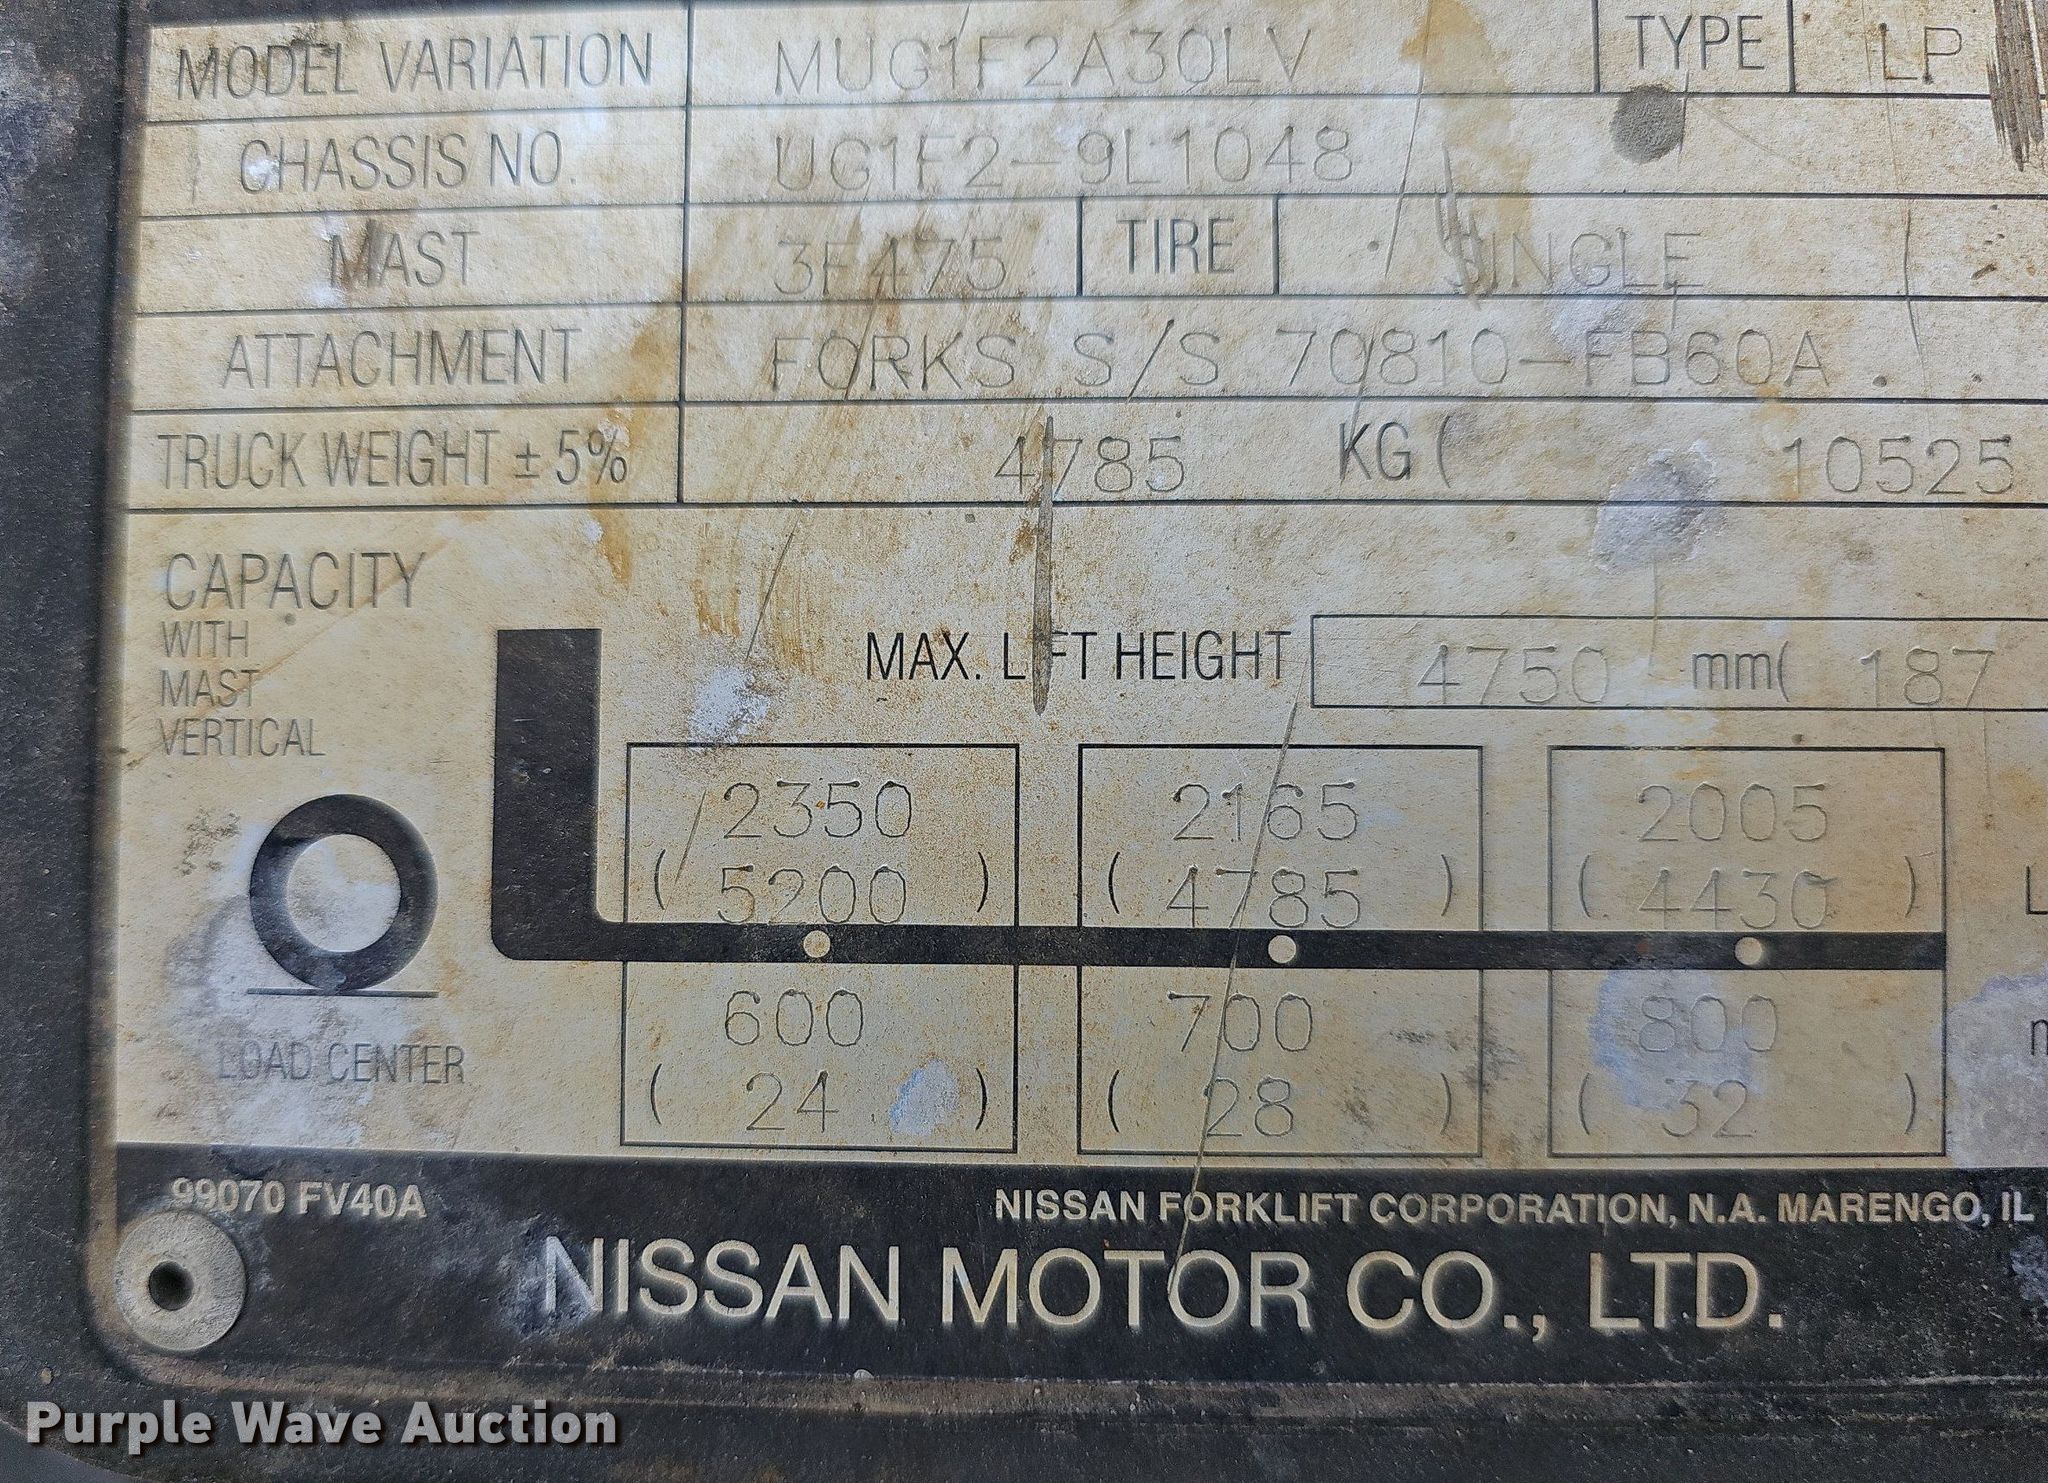 MODEL VARIATION MUG1F2A30LV TYPE LP
CHASSIS NO. UG1F2-9L1048
MAST 3F475 TIRE SINGLE
ATTACHMENT FORKS S/S 70810-FB60A.
TRUCK WEIGHT ± 5% 4785 KG ( 10525
CAPACITY
WITH
MAST
VERTICAL
MAX. LIFT HEIGHT 4750 mm( 187
2350 2165 2005
( 5200 ) ( 4785 ) ( 4430 )
600 700 800
( 24 ) ( 28 ) ( 32 )
LOAD CENTER
99070 FV40A NISSAN FORKLIFT CORPORATION, N.A. MARENGO, IL
NISSAN MOTOR CO., LTD.
Purple Wave Auction